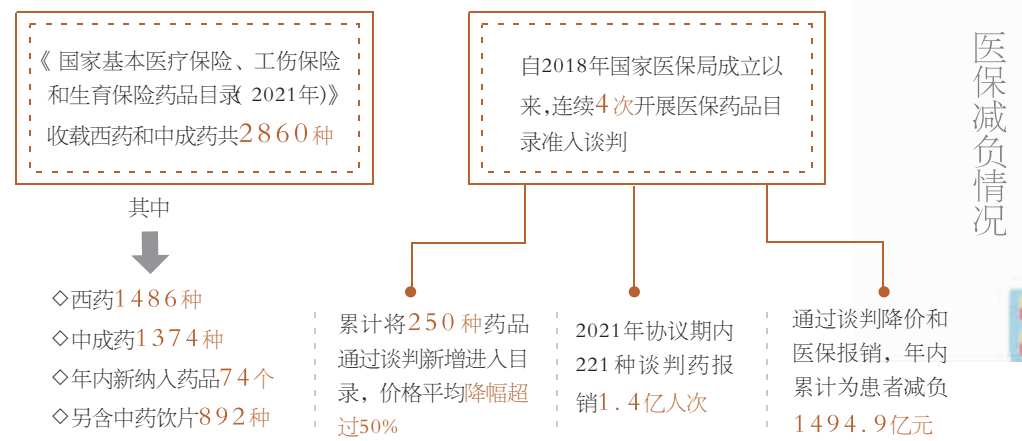 医保减负情况
《国家基本医疗保险、工伤保险
和生育保险药品目录(2021年)》
收载西药和中成药共2860种
其中
◇西药1486种
◇中成药1374种
◇年内新纳入药品74个
◇另含中药饮片892种
自2018年国家医保局成立以
来,连续4次开展医保药品目
录准入谈判
累计将250种药品
通过谈判新增进入目
录，价格平均降幅超
过50%
2021年协议期内
221种谈判药报
销1.4亿人次
通过谈判降价和
医保报销，年内
累计为患者减负
1494.9亿元